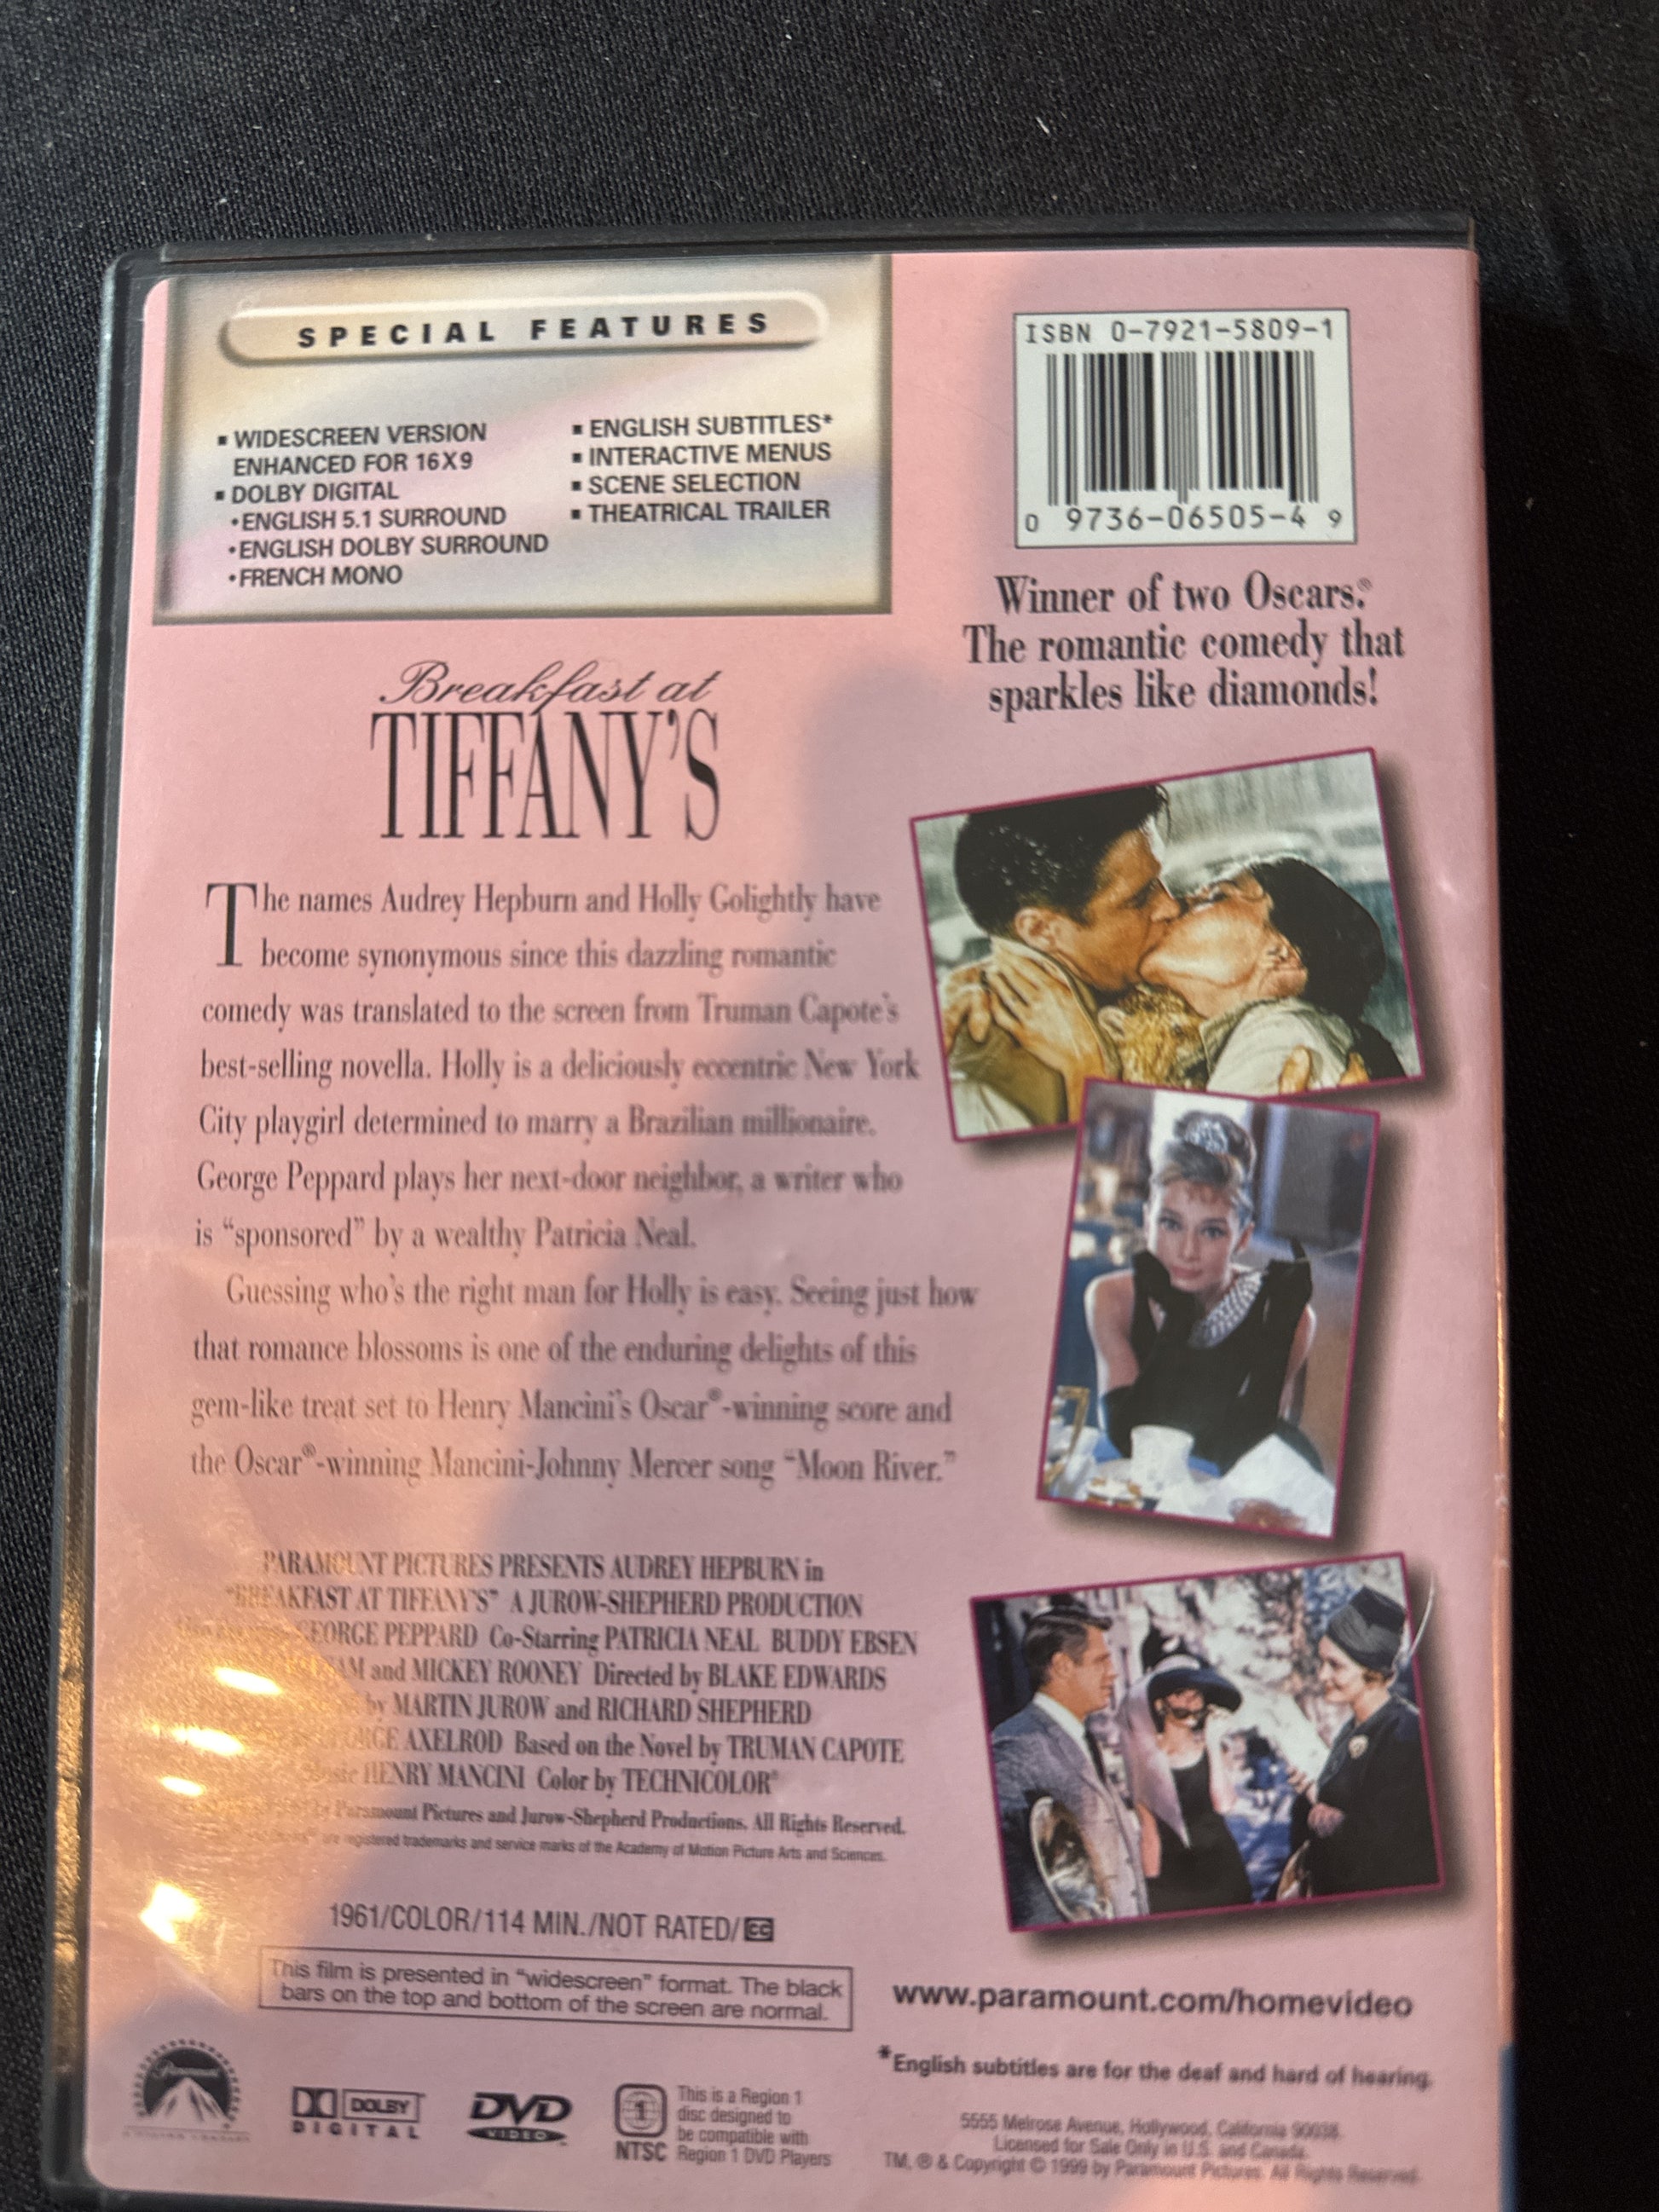 SPECIAL FEATURES
▪ WIDESCREEN VERSION
ENHANCED FOR 16X9
▪ DOLBY DIGITAL
•ENGLISH 5.1 SURROUND
•ENGLISH DOLBY SURROUND
•FRENCH MONO
▪ ENGLISH SUBTITLES*
▪ INTERACTIVE MENUS
▪ SCENE SELECTION
▪ THEATRICAL TRAILER
ISBN 0-7921-5809-1
0 9736-06505-4 9
Winner of two Oscars.®
The romantic comedy that
sparkles like diamonds!
Breakfast at
TIFFANY'S
The names Audrey Hepburn and Holly Golightly have
become synonymous since this dazzling romantic
comedy was translated to the screen from Truman Capote's
best-selling novella. Holly is a deliciously eccentric New York
City playgirl determined to marry a Brazilian millionaire.
George Peppard plays her next-door neighbor, a writer who
is “sponsored” by a wealthy Patricia Neal.
Guessing who's the right man for Holly is easy. Seeing just how
that romance blossoms is one of the enduring delights of this
gem-like treat set to Henry Mancini's Oscar®-winning score and
the Oscar®-winning Mancini-Johnny Mercer song “Moon River.”
PARAMOUNT PICTURES PRESENTS AUDREY HEPBURN in
“BREAKFAST AT TIFFANY'S” A JUROW-SHEPHERD PRODUCTION
GEORGE PEPPARD Co-Starring PATRICIA NEAL BUDDY EBSEN
and MICKEY ROONEY Directed by BLAKE EDWARDS
by MARTIN JUROW and RICHARD SHEPHERD
AXELROD Based on the Novel by TRUMAN CAPOTE
HENRY MANCINI Color by TECHNICOLOR®
Paramount Pictures and Jurow-Shepherd Productions. All Rights Reserved.
are registered trademarks and service marks of the Academy of Motion Picture Arts and Sciences.
1961/COLOR/114 MIN./NOT RATED/CC
This film is presented in “widescreen” format. The black
bars on the top and bottom of the screen are normal.
www.paramount.com/homevideo
*English subtitles are for the deaf and hard of hearing.
Paramount
DOLBY
DIGITAL
DVD
VIDEO
1
NTSC
This is a Region 1
disc designed to
be compatible with
Region 1 DVD Players
5555 Melrose Avenue, Hollywood, California 90038.
Licensed for Sale Only in U.S. and Canada.
TM, ® & Copyright © 1999 by Paramount Pictures. All Rights Reserved.